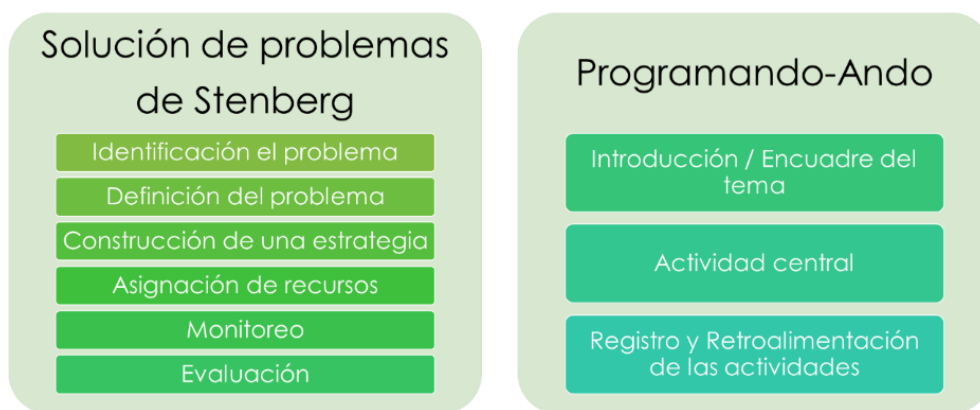 Solución de problemas
de Stenberg
Identificación el problema
Definición del problema
Construcción de una estrategia
Asignación de recursos
Monitoreo
Evaluación
Programando-Ando
Introducción / Encuadre del
tema
Actividad central
Registro y Retroalimentación
de las actividades